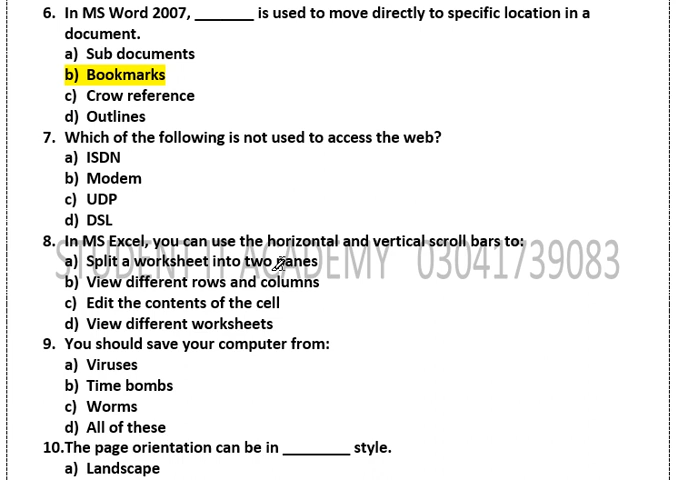 6. In MS Word 2007, _______ is used to move directly to specific location in a
document.
a) Sub documents
b) Bookmarks
c) Crow reference
d) Outlines
7. Which of the following is not used to access the web?
a) ISDN
b) Modem
c) UDP
d) DSL
8. In MS Excel, you can use the horizontal and vertical scroll bars to:
STUDENT IT ACADEMY 03041739083
a) Split a worksheet into two panes
b) View different rows and columns
c) Edit the contents of the cell
d) View different worksheets
9. You should save your computer from:
a) Viruses
b) Time bombs
c) Worms
d) All of these
10.The page orientation can be in ________ style.
a) Landscape